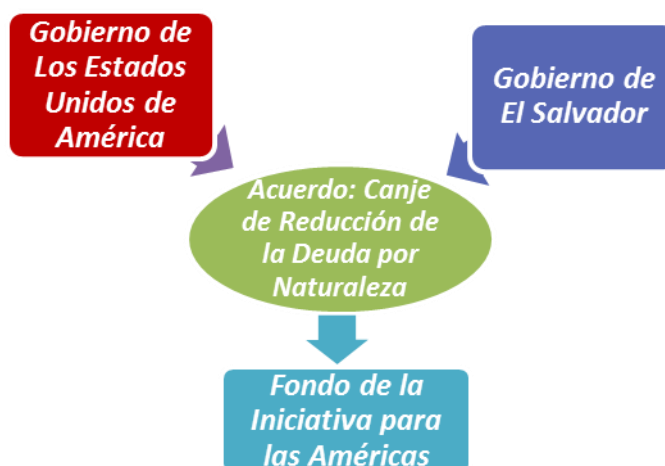 Gobierno de
Los Estados
Unidos de
América
Gobierno de
El Salvador
Acuerdo: Canje
de Reducción de
la Deuda por
Naturaleza
Fondo de la
Iniciativa para
las Américas